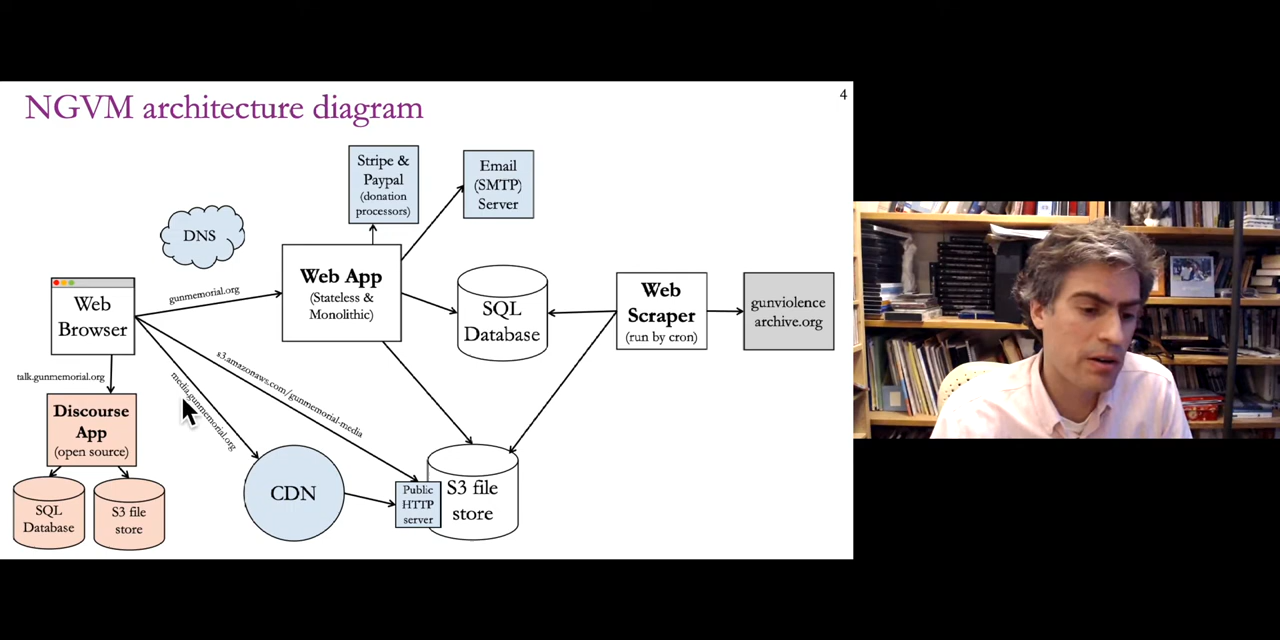 NGVM architecture diagram
4
Stripe &
Paypal
(donation
processors)
Email
(SMTP)
Server
DNS
gunmemorial.org
Web App
(Stateless &
Monolithic)
SQL
Database
Web
Scraper
(run by cron)
gunviolence
archive.org
Web
Browser
talk.gunmemorial.org
media.gunmemorial.org
s3.amazonaws.com/gunmemorial-media
Discourse
App
(open source)
SQL
Database
S3 file
store
CDN
Public
HTTP
server
S3 file
store